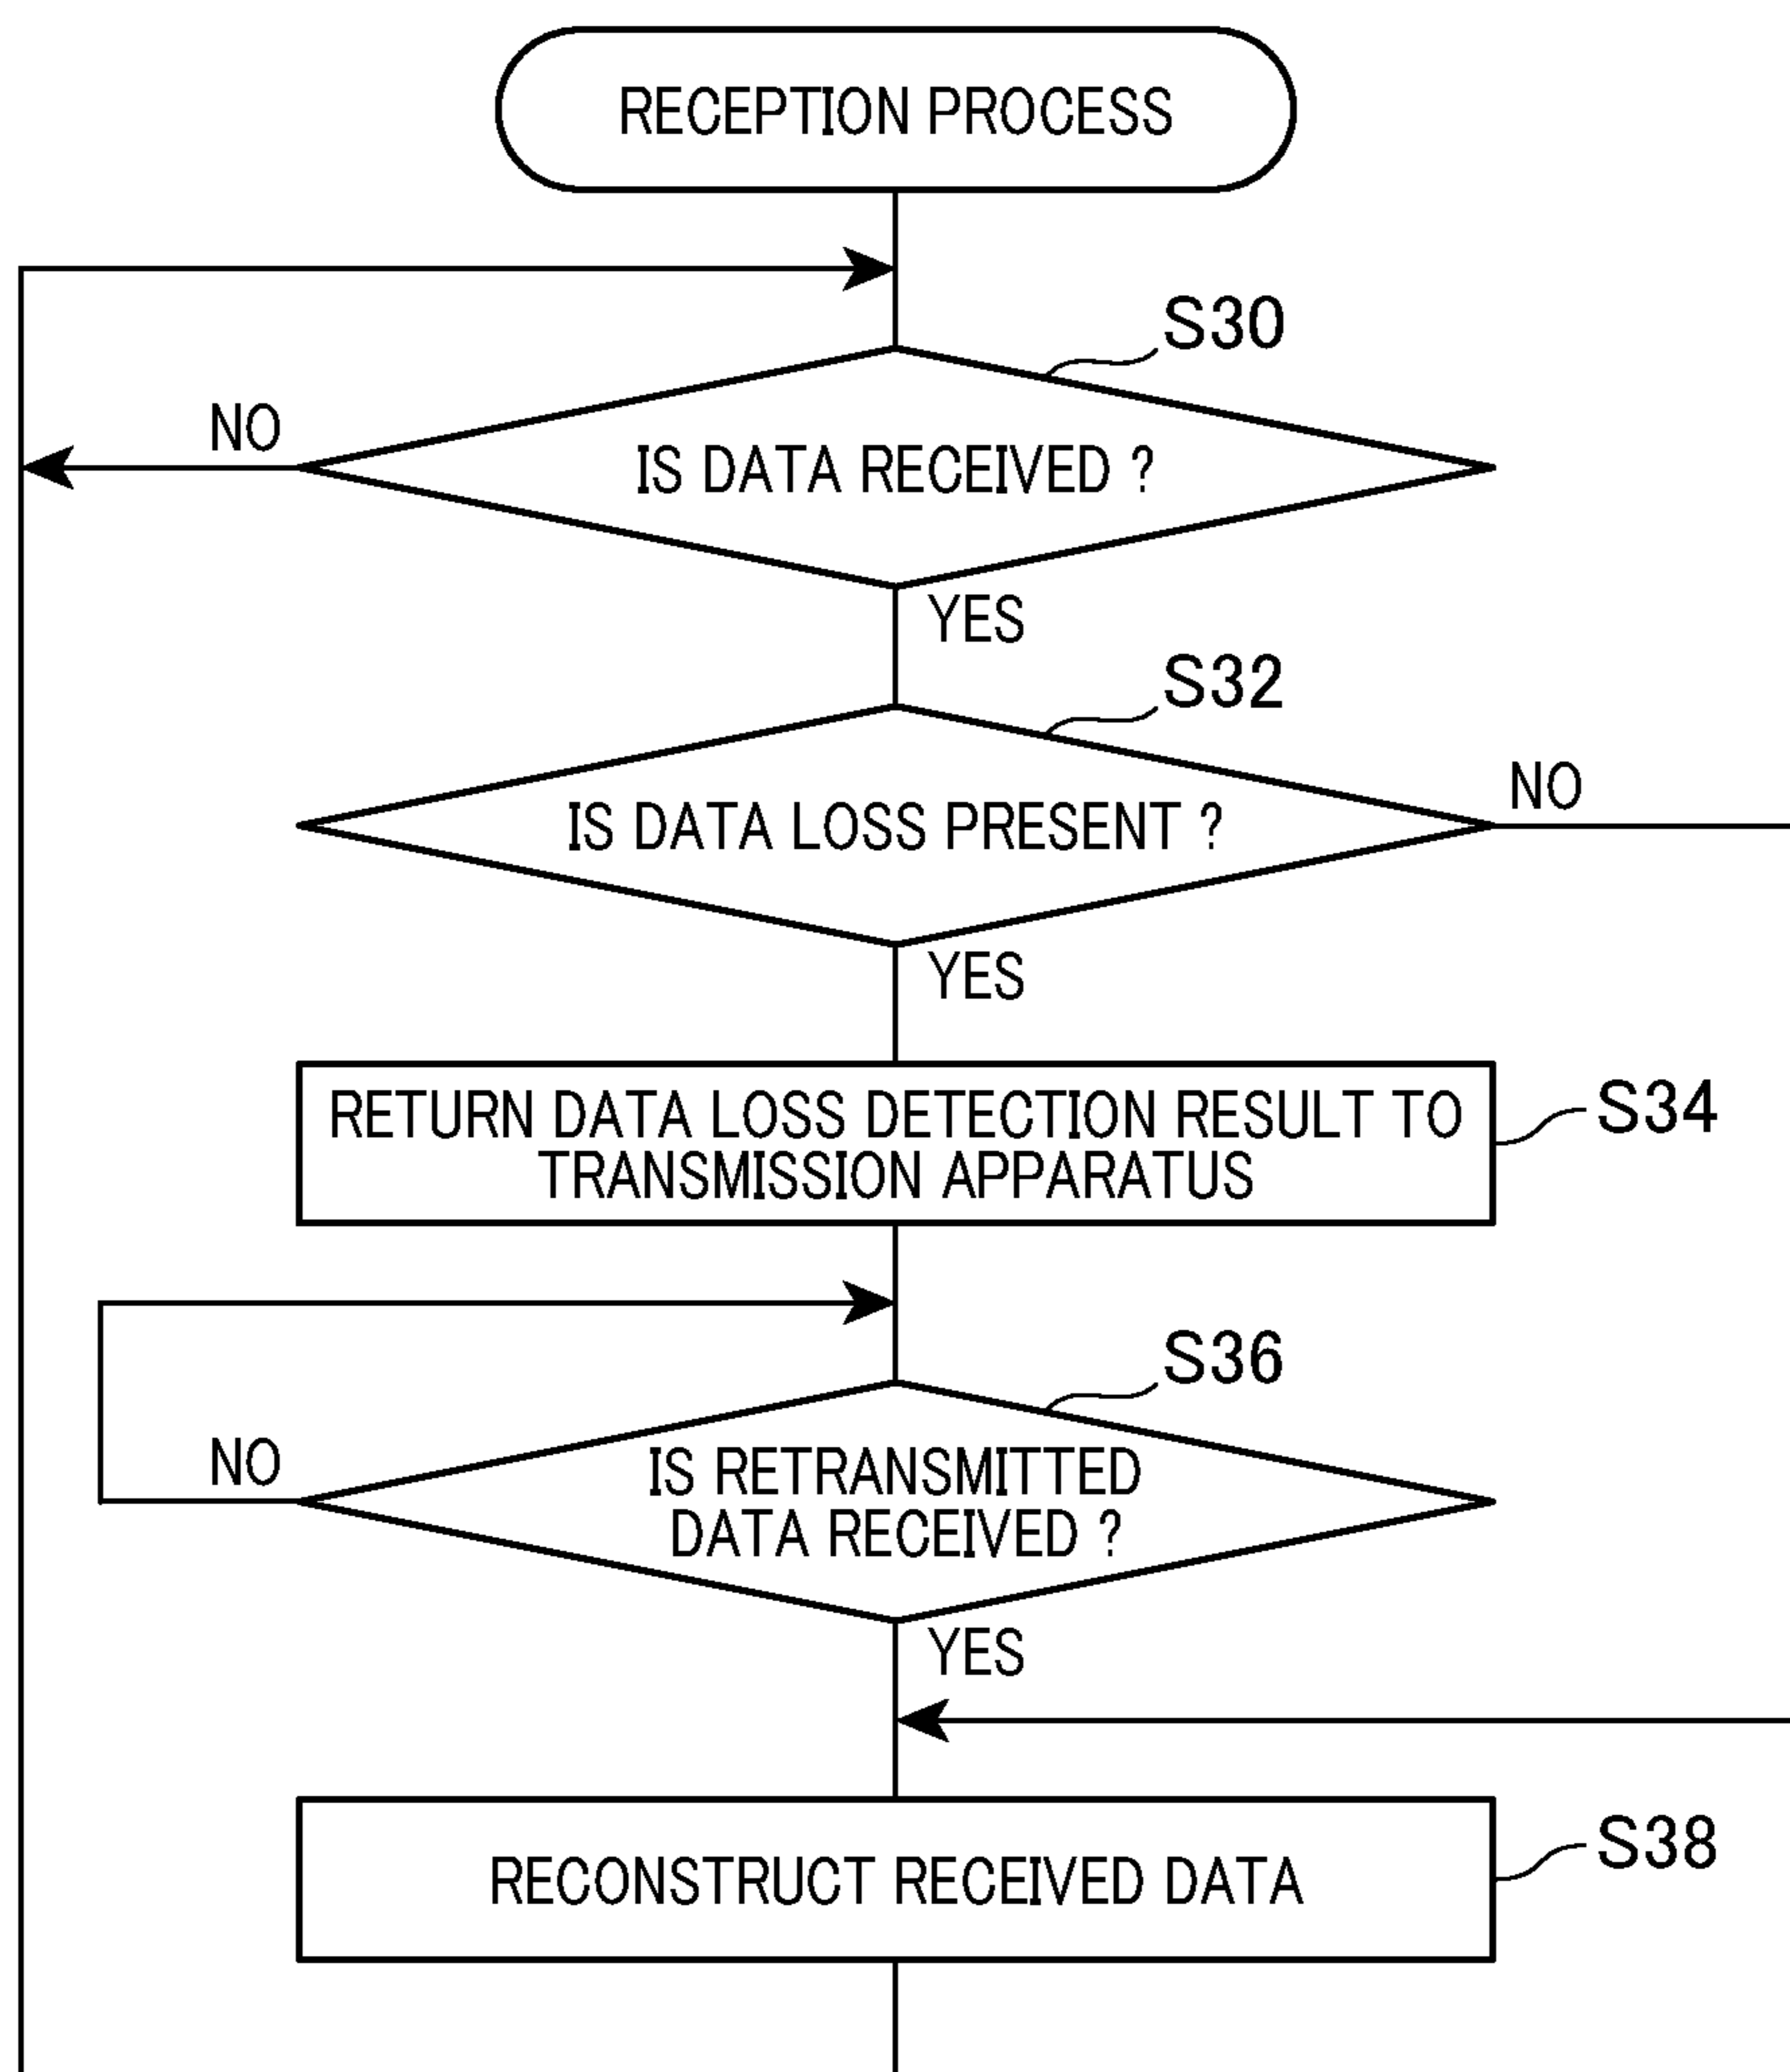 RECEPTION PROCESS
S30
NO
IS DATA RECEIVED ?
YES
S32
NO
IS DATA LOSS PRESENT ?
YES
RETURN DATA LOSS DETECTION RESULT TO
TRANSMISSION APPARATUS
S34
S36
NO
IS RETRANSMITTED
DATA RECEIVED ?
YES
RECONSTRUCT RECEIVED DATA
S38